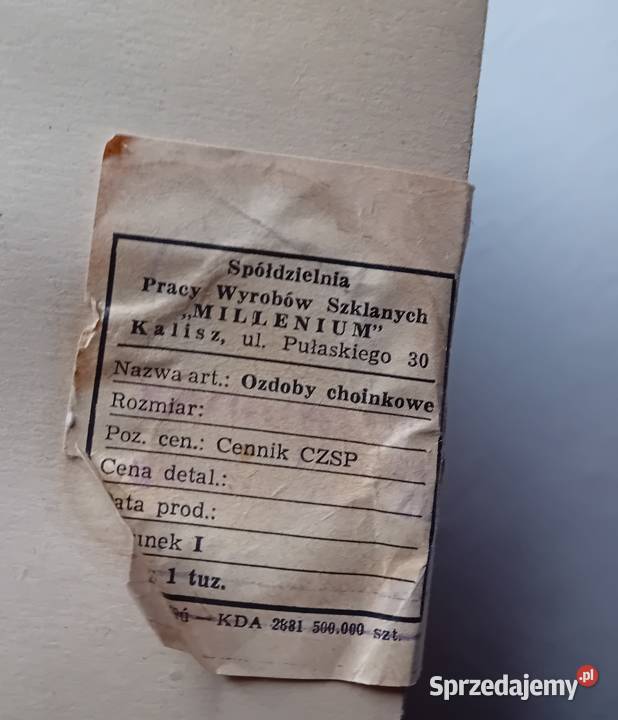 Spółdzielnia
Pracy Wyrobów Szklanych
„MILLENIUM”
Kalisz, ul. Pułaskiego 30
Nazwa art.: Ozdoby choinkowe
Rozmiar:
Poz. cen.: Cennik CZSP
Cena detal.:
ata prod.:
unek I
z 1 tuz.
— KDA 2881 500.000 szt.
Sprzedajemy.pl